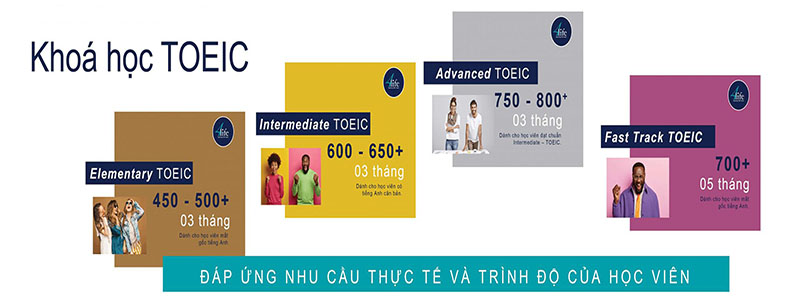 Khoá học TOEIC
Elementary TOEIC
450 - 500+
03 tháng
Dành cho học viên mất
gốc tiếng Anh
Intermediate TOEIC
600 - 650+
03 tháng
Dành cho học viên có
tiếng Anh căn bản.
Advanced TOEIC
750 - 800+
03 tháng
Dành cho học viên đạt chuẩn
Intermediate – TOEIC.
Fast Track TOEIC
700+
05 tháng
Dành cho học viên mất
gốc tiếng Anh.
ĐÁP ỨNG NHU CẦU THỰC TẾ VÀ TRÌNH ĐỘ CỦA HỌC VIÊN